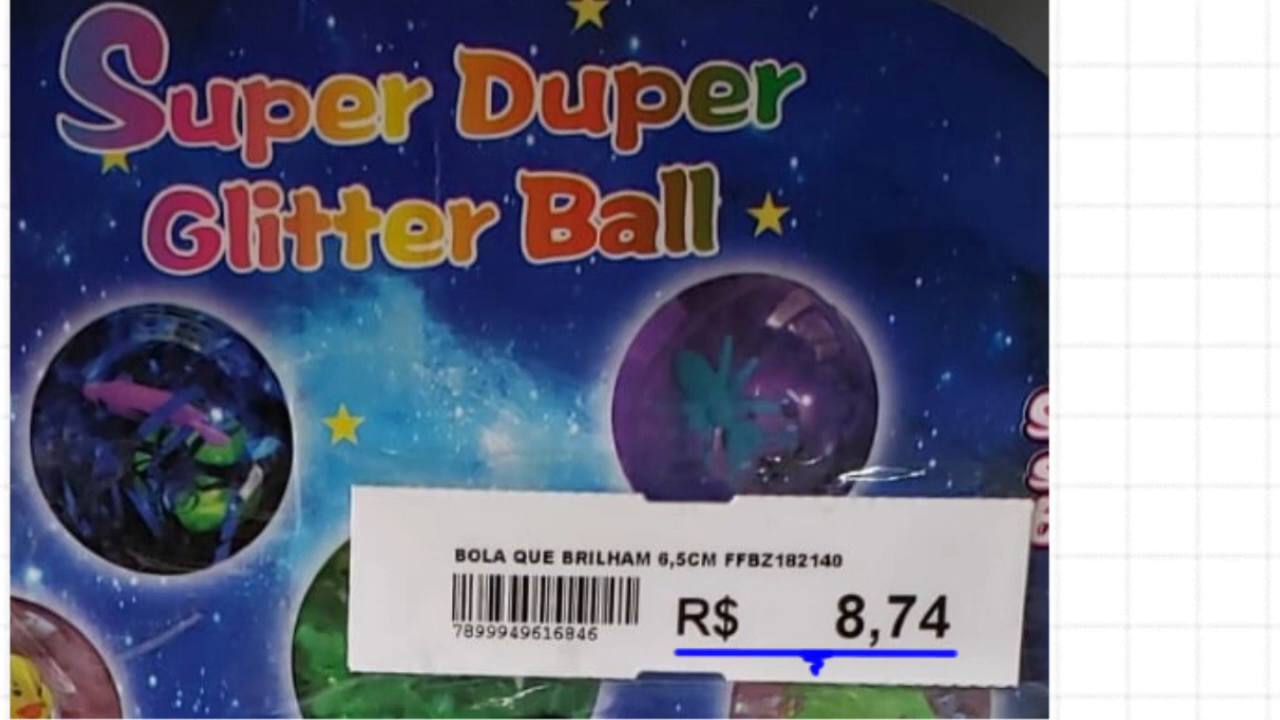 Super Duper
Glitter Ball
BOLA QUE BRILHAM 6,5CM FFBZ182140
7899949616846
R$ 8,74